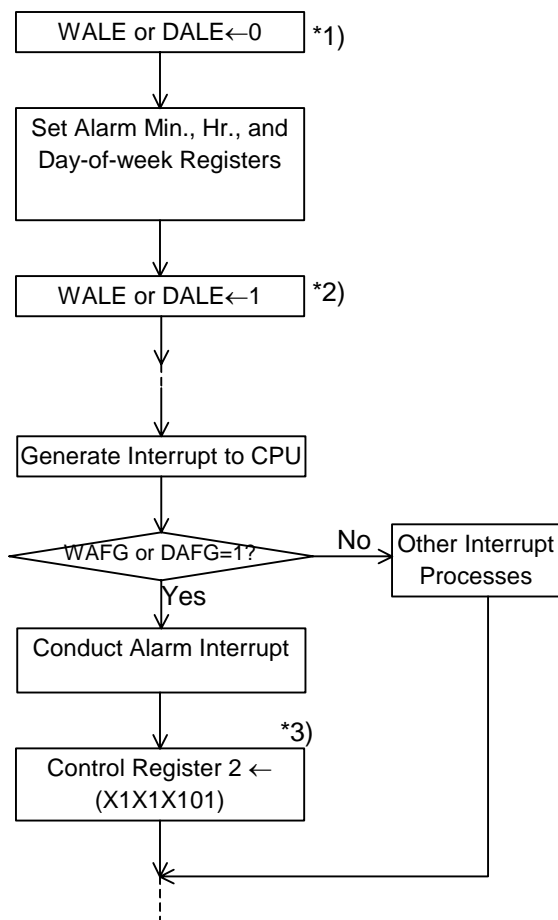 WALE or DALE←0
*1)
Set Alarm Min., Hr., and
Day-of-week Registers
WALE or DALE←1
*2)
Generate Interrupt to CPU
WAFG or DAFG=1?
No
Other Interrupt
Processes
Yes
Conduct Alarm Interrupt
*3)
Control Register 2 ←
(X1X1X101)